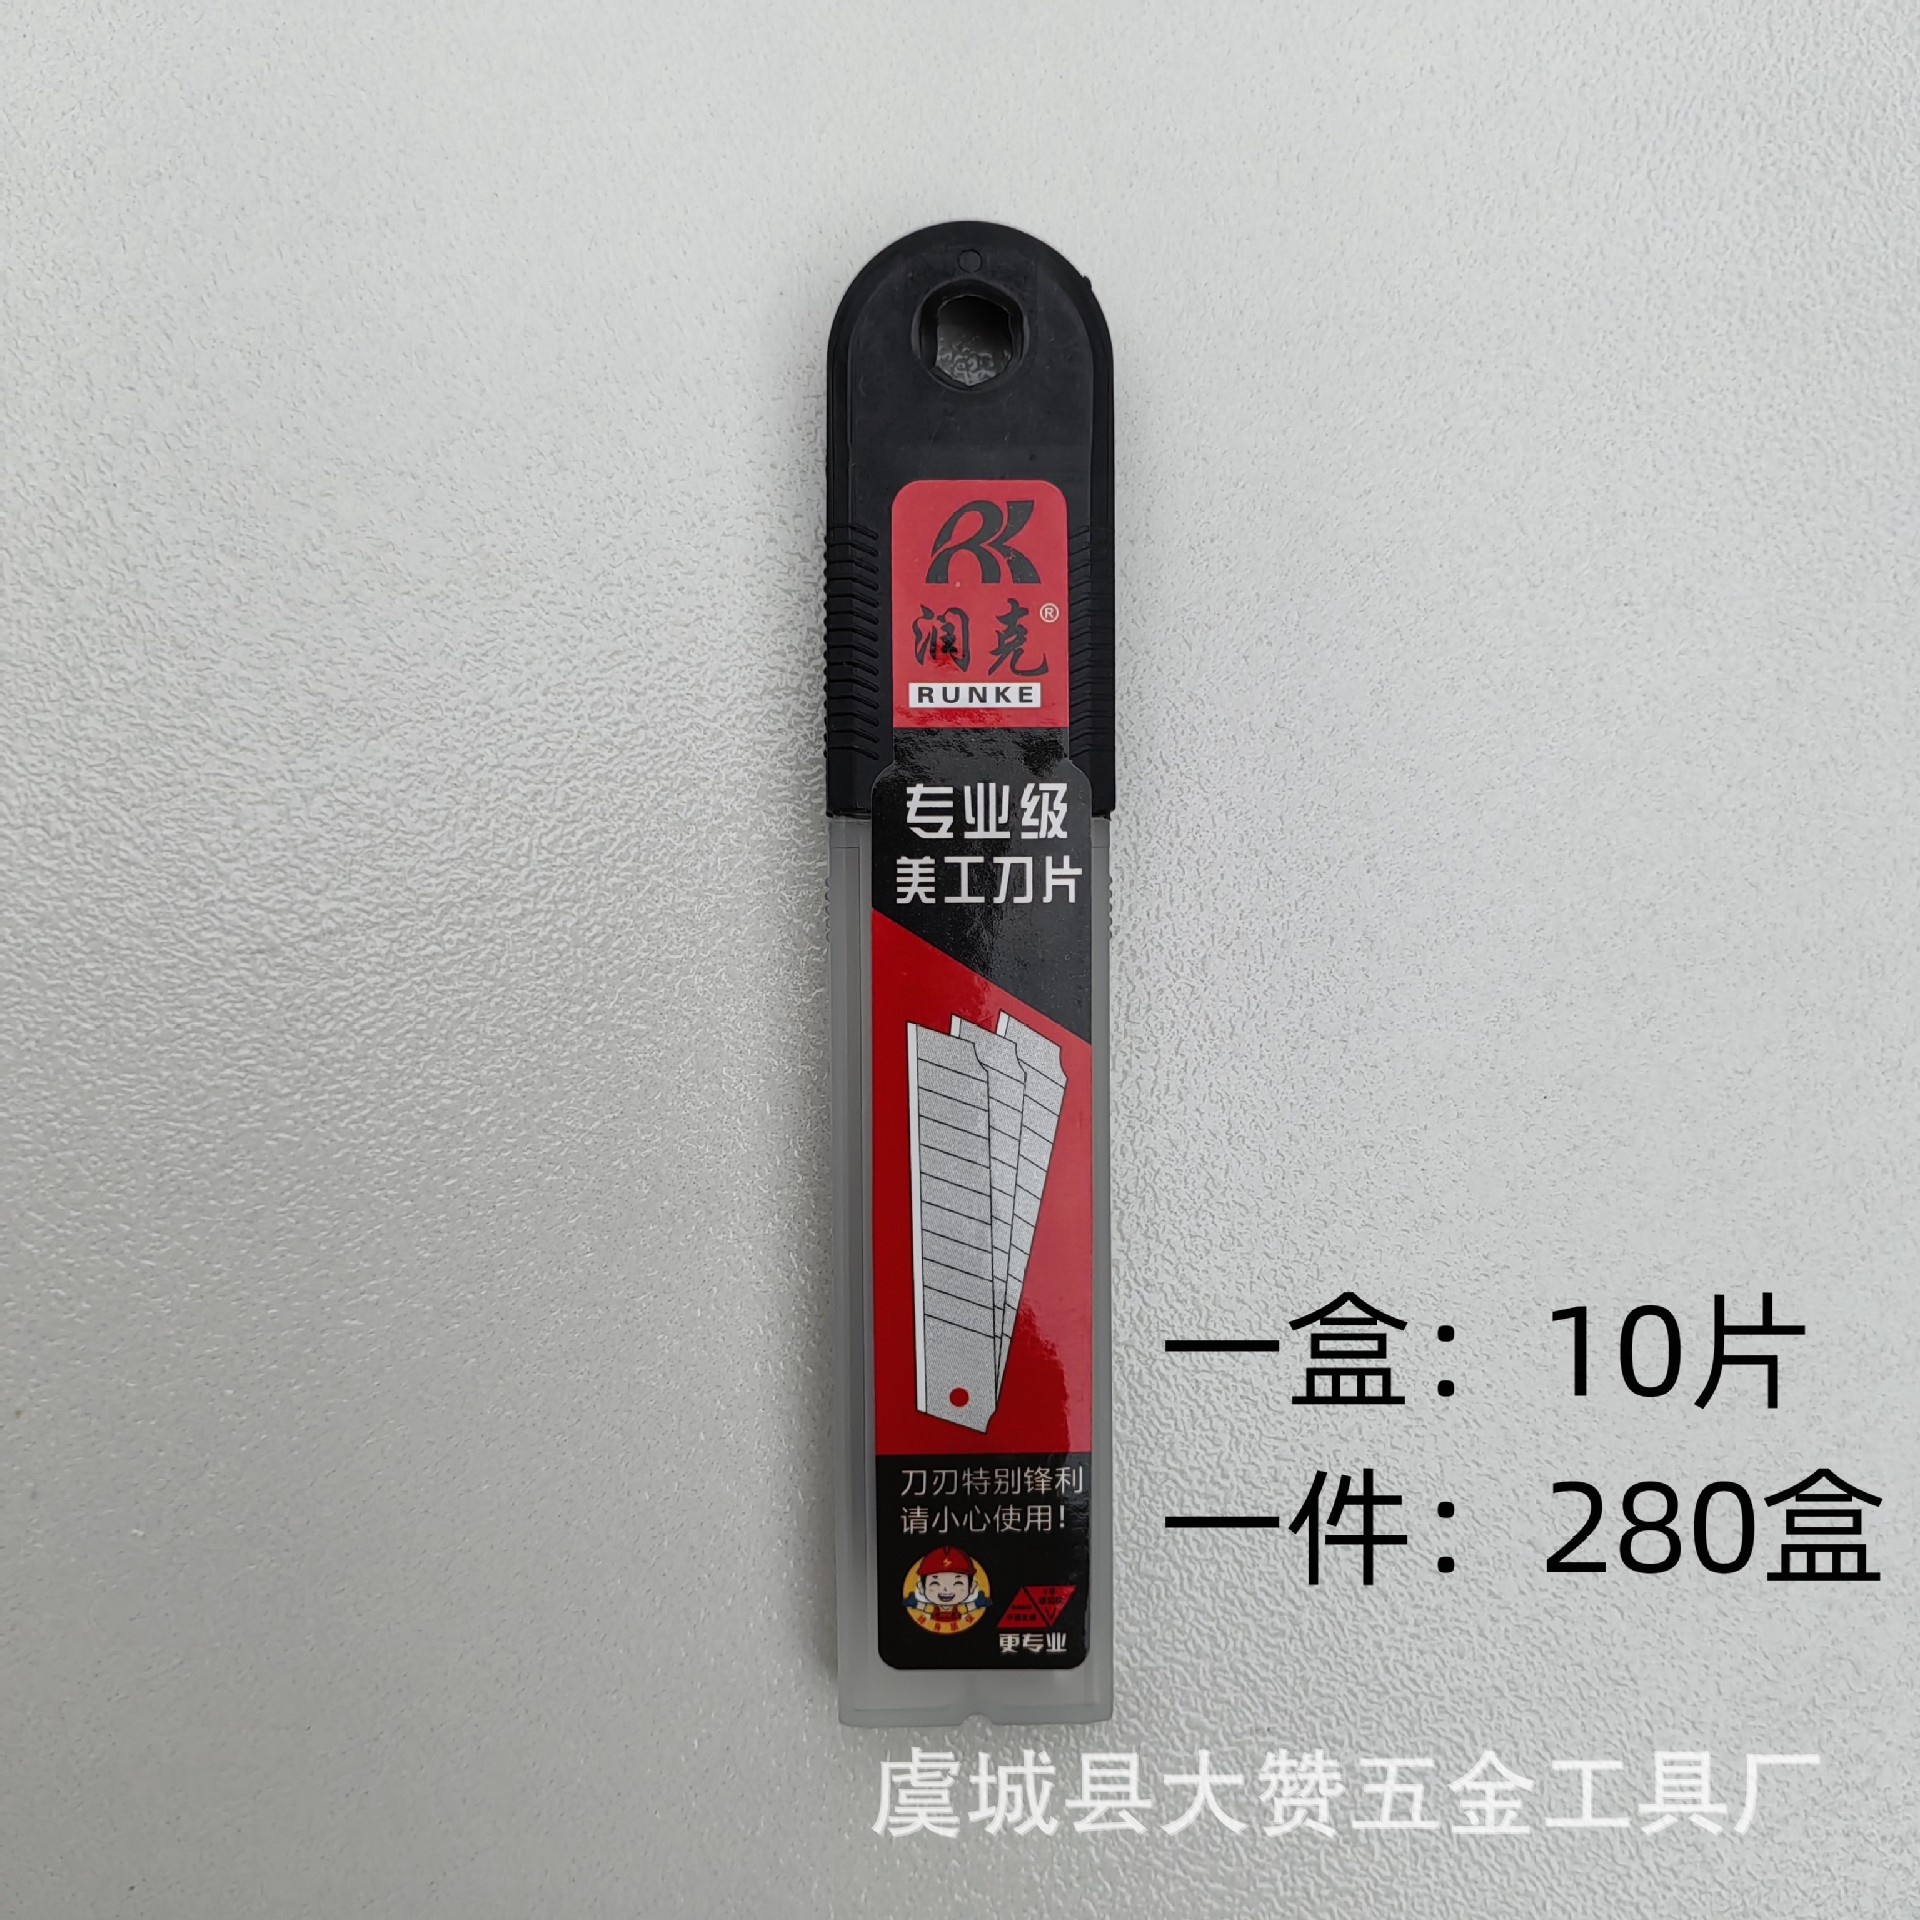 RK
润克®
RUNKE
专业级
美工刀片
刀刃特别锋利
请小心使用！
更专业
一盒：10片
一件：280盒
虞城县大赞五金工具厂